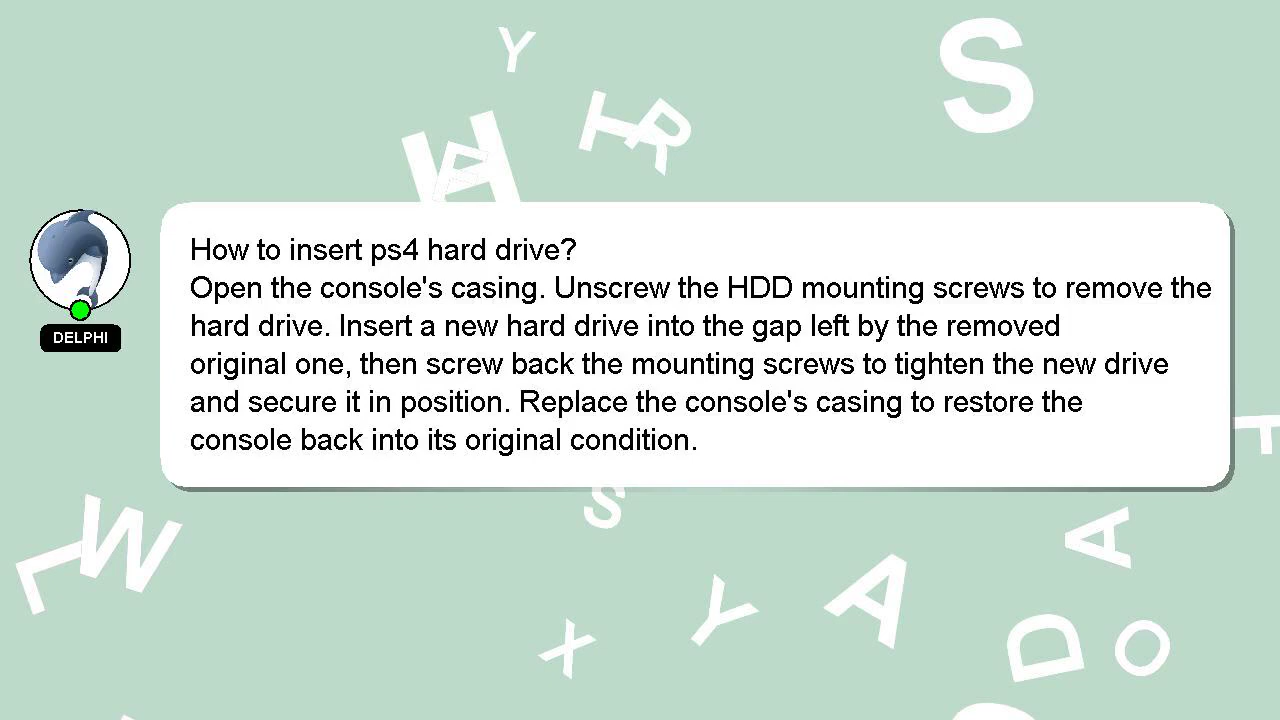 Y
S
T
R
H
A
How to insert ps4 hard drive?
Open the console's casing. Unscrew the HDD mounting screws to remove the
hard drive. Insert a new hard drive into the gap left by the removed
original one, then screw back the mounting screws to tighten the new drive
and secure it in position. Replace the console's casing to restore the
console back into its original condition.
DELPHI
S
W
L
A
A
Y
X
D
O